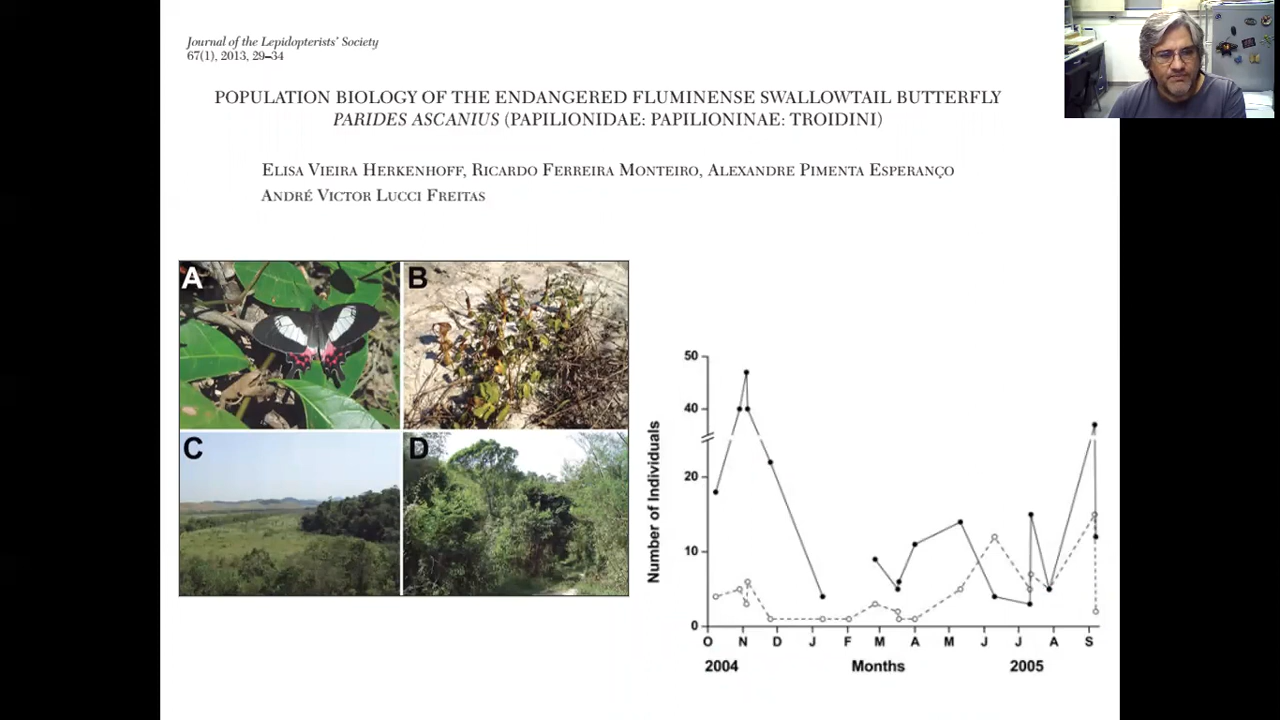 Journal of the Lepidopterists' Society
67(1), 2013, 29–34
POPULATION BIOLOGY OF THE ENDANGERED FLUMINENSE SWALLOWTAIL BUTTERFLY
PARIDES ASCANIUS (PAPILIONIDAE: PAPILIONINAE: TROIDINI)
ELISA VIEIRA HERKENHOFF, RICARDO FERREIRA MONTEIRO, ALEXANDRE PIMENTA ESPERANÇO
ANDRÉ VICTOR LUCCI FREITAS
A
B
C
D
Number of Individuals
50
40
20
10
0
O N D J F M A M J J A S
2004 Months 2005